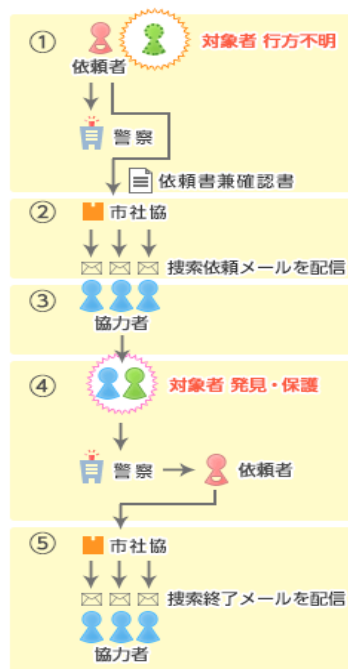 ① 対象者 行方不明
依頼者
警察
依頼書兼確認書
② 市社協
捜索依頼メールを配信
③
協力者
④ 対象者 発見・保護
警察 依頼者
⑤ 市社協
捜索終了メールを配信
協力者